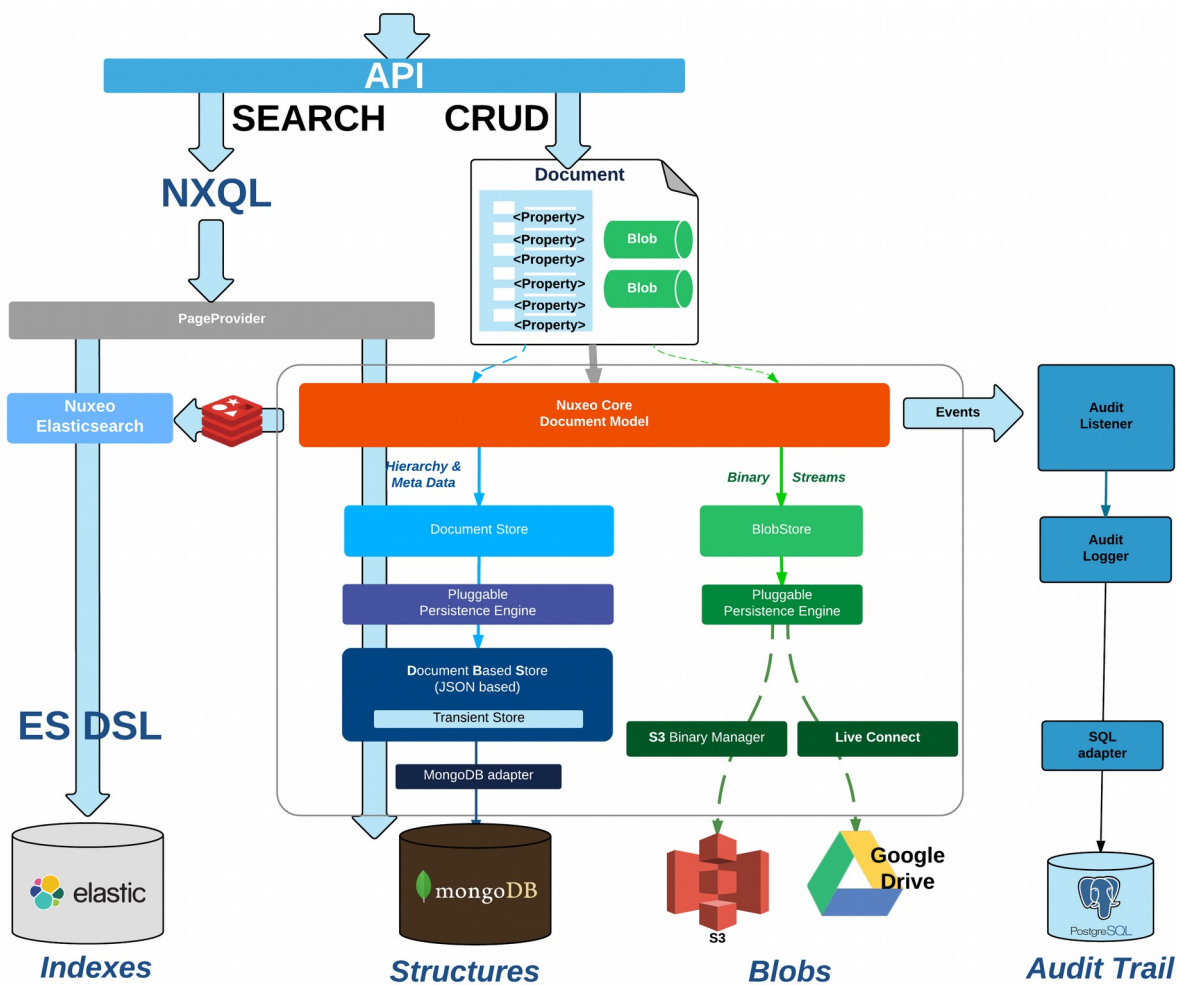 API
SEARCH CRUD
NXQL
Document
<Property>
<Property>
<Property>
<Property>
<Property>
<Property>
Blob
Blob
PageProvider
Nuxeo
Elasticsearch
Nuxeo Core
Document Model
Events
Audit
Listener
Hierarchy &
Meta Data
Binary Streams
Document Store
BlobStore
Audit
Logger
Pluggable
Persistence Engine
Pluggable
Persistence Engine
Document Based Store
(JSON based)
Transient Store
ES DSL
S3 Binary Manager
Live Connect
SQL
adapter
MongoDB adapter
elastic
mongoDB
S3
Google
Drive
PostgreSQL
Indexes
Structures
Blobs
Audit Trail